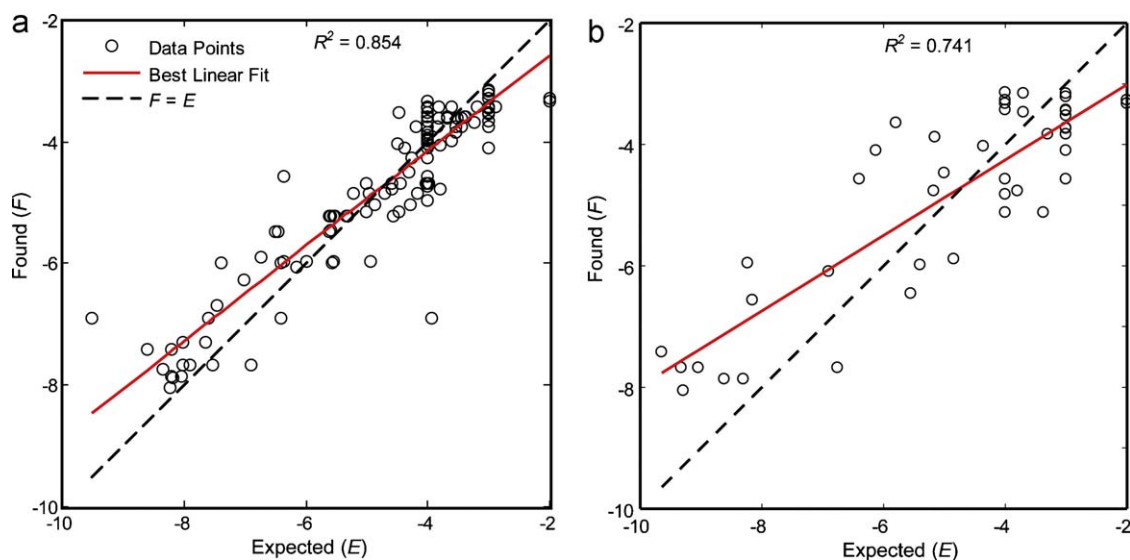 a
R² = 0.854
Data Points
Best Linear Fit
F = E
Found (F)
-2
-4
-6
-8
-10
-10 -8 -6 -4 -2
Expected (E)
b
R² = 0.741
Found (F)
-2
-4
-6
-8
-10
-10 -8 -6 -4 -2
Expected (E)